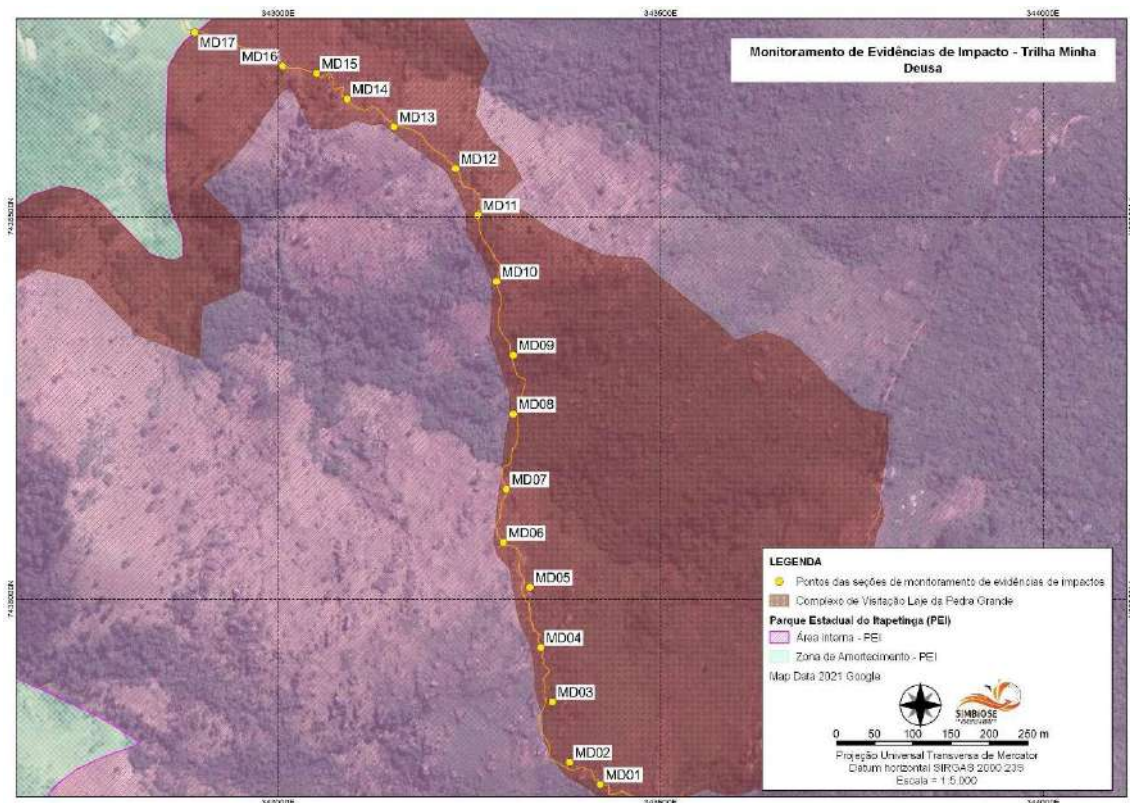 343000E
343500E
344000E
Monitoramento de Evidências de Impacto - Trilha Minha
Deusa
MD17
MD16
MD15
MD14
MD13
MD12
7438500N
MD11
MD10
MD09
MD08
MD07
MD06
MD05
7438000N
MD04
MD03
MD02
MD01
LEGENDA
Pontos das seções de monitoramento de evidências de impactos
Complexo de Visitação Laje da Pedra Grande
Parque Estadual do Itapetinga (PEI)
Área interna - PEI
Zona de Amortecimento - PEI
Map Data 2021 Google
SIMBIOSE
0 50 100 150 200 250 m
Projeção Universal Transversa de Mercator
Datum horizontal SIRGAS 2000 23S
Escala = 1:5.000
343000E
344000E